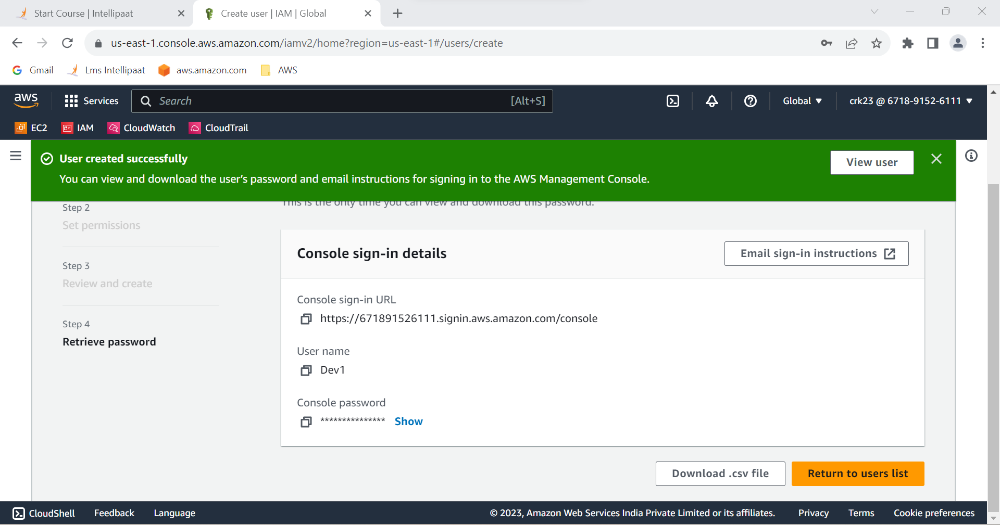 Start Course | Intellipaat
Create user | IAM | Global
us-east-1.console.aws.amazon.com/iamv2/home?region=us-east-1#/users/create
Gmail
Lms Intellipaat
aws.amazon.com
AWS
aws
Services
Search
[Alt+S]
Global
crk23 @ 6718-9152-6111
EC2
IAM
CloudWatch
CloudTrail
User created successfully
You can view and download the user's password and email instructions for signing in to the AWS Management Console.
View user
This is the only time you can view and download this password.
Step 2
Set permissions
Step 3
Review and create
Step 4
Retrieve password
Console sign-in details
Email sign-in instructions
Console sign-in URL
https://671891526111.signin.aws.amazon.com/console
User name
Dev1
Console password
*************** Show
Download .csv file
Return to users list
CloudShell
Feedback
Language
© 2023, Amazon Web Services India Private Limited or its affiliates.
Privacy
Terms
Cookie preferences